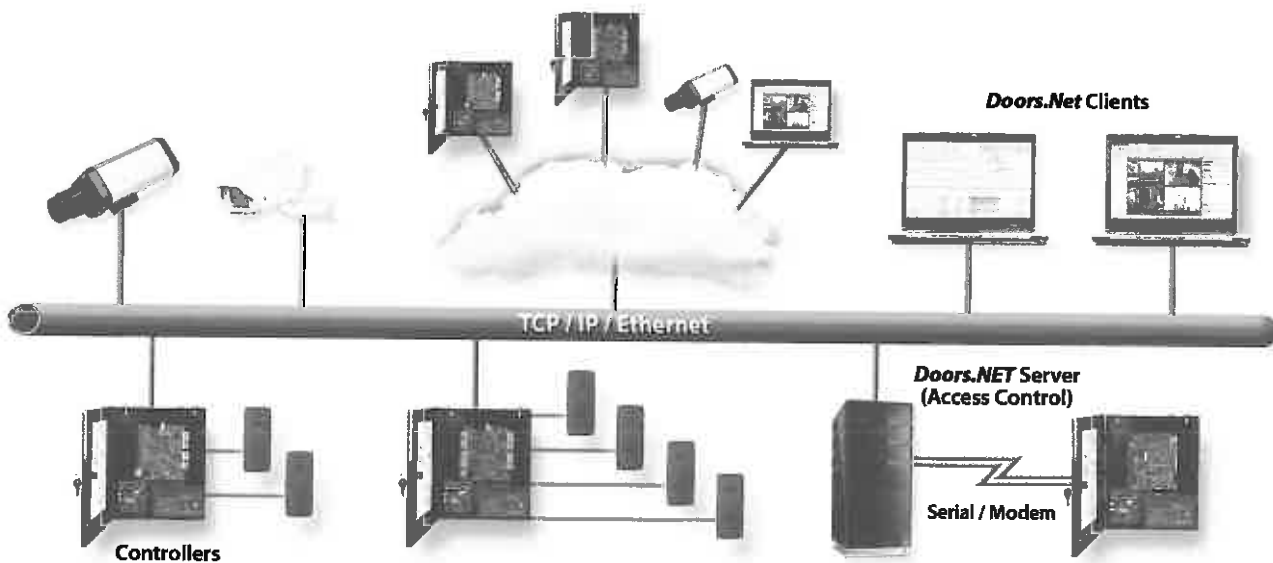 Doors.Net Clients
TCP / IP / Ethernet
Doors.NET Server
(Access Control)
Serial / Modem
Controllers